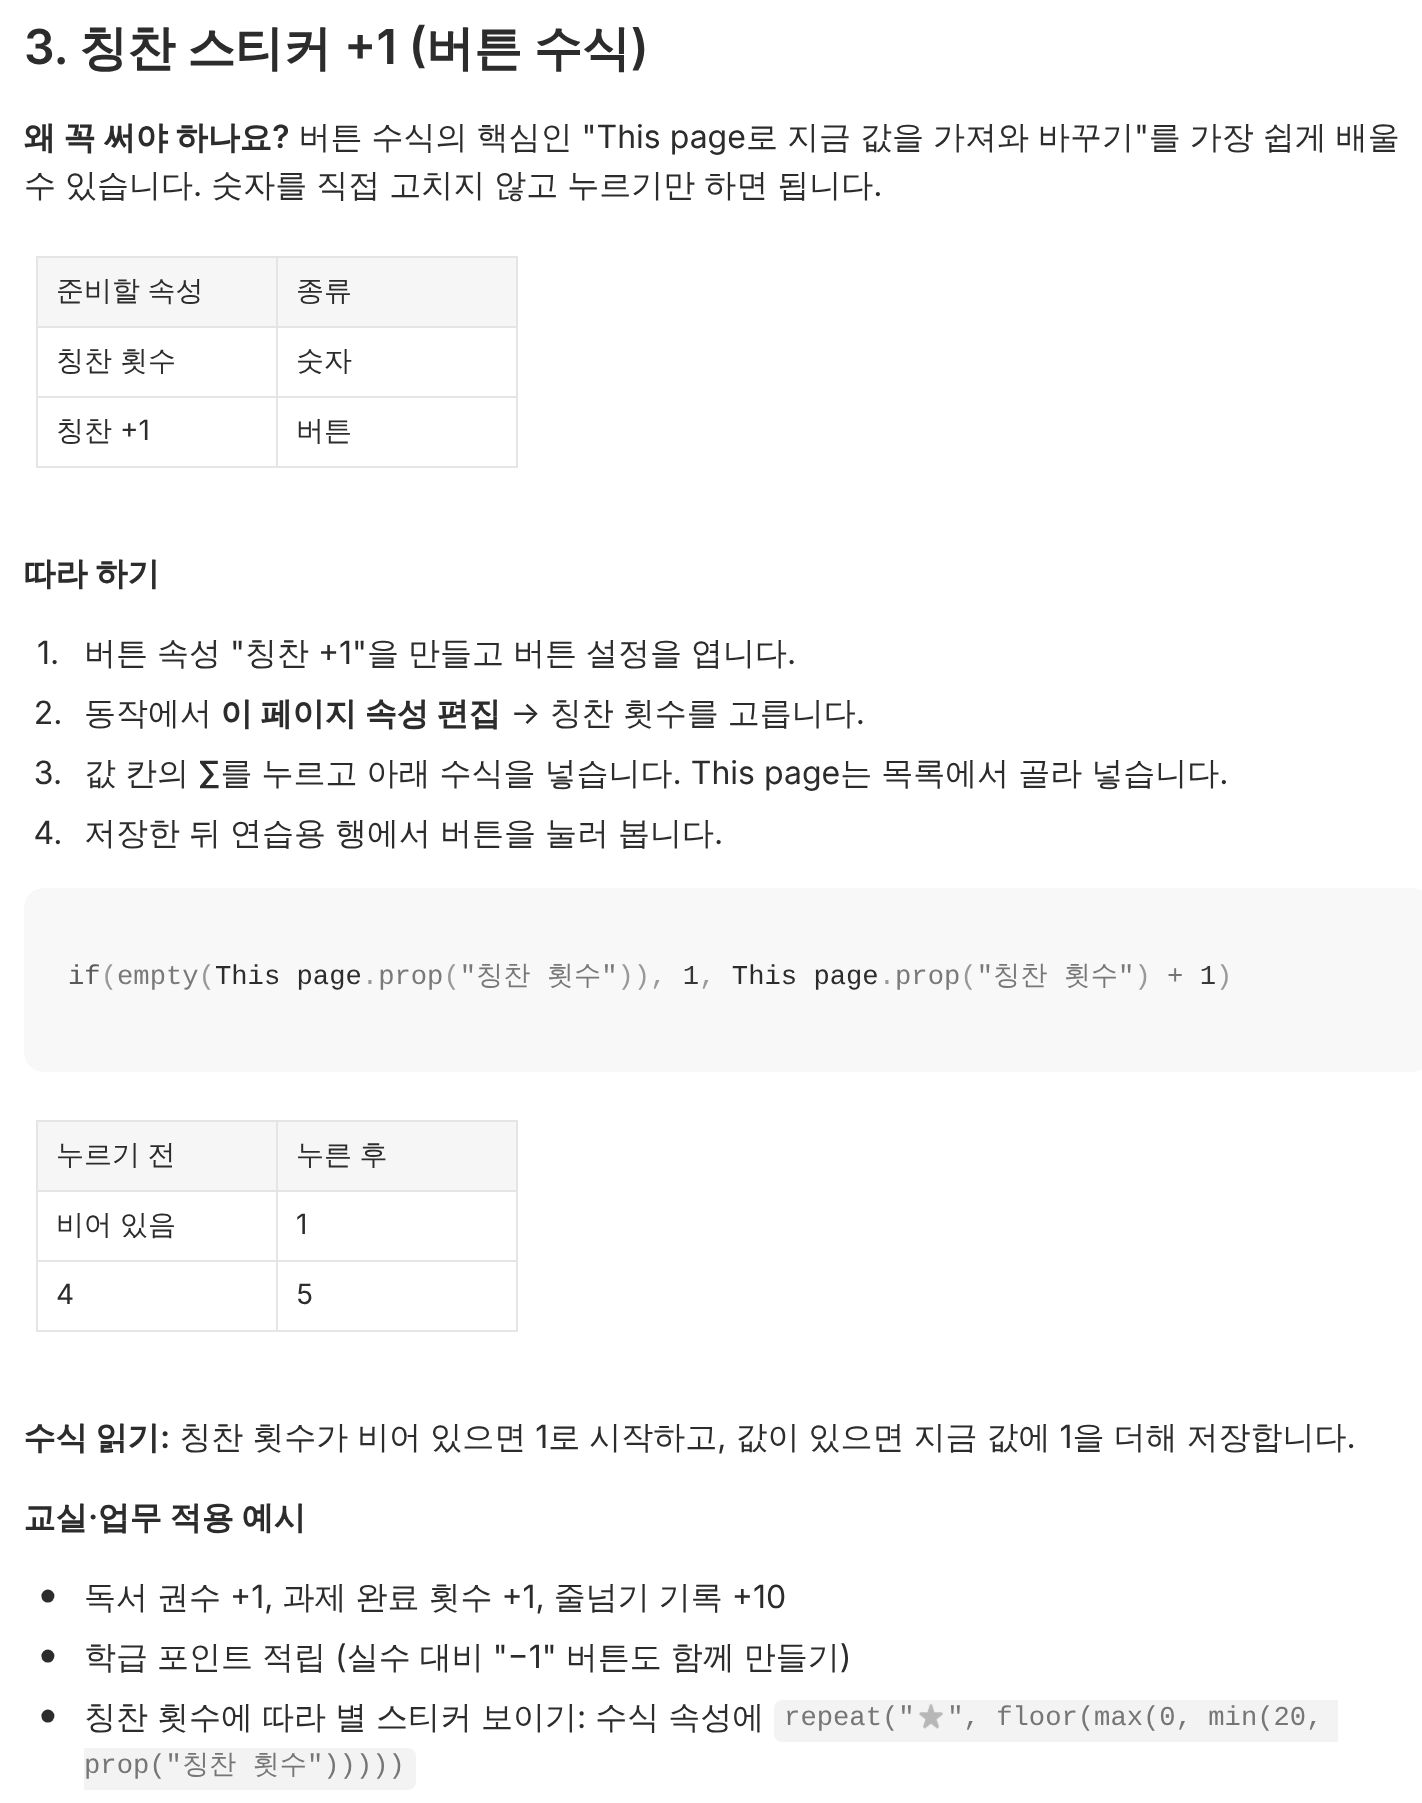 3. 칭찬 스티커 +1 (버튼 수식)
왜 꼭 써야 하나요? 버튼 수식의 핵심인 "This page로 지금 값을 가져와 바꾸기"를 가장 쉽게 배울
수 있습니다. 숫자를 직접 고치지 않고 누르기만 하면 됩니다.
준비할 속성 종류
칭찬 횟수 숫자
칭찬 +1 버튼
따라 하기
1. 버튼 속성 "칭찬 +1"을 만들고 버튼 설정을 엽니다.
2. 동작에서 이 페이지 속성 편집 → 칭찬 횟수를 고릅니다.
3. 값 칸의 ∑를 누르고 아래 수식을 넣습니다. This page는 목록에서 골라 넣습니다.
4. 저장한 뒤 연습용 행에서 버튼을 눌러 봅니다.
if(empty(This page.prop("칭찬 횟수")), 1, This page.prop("칭찬 횟수") + 1)
누르기 전 누른 후
비어 있음 1
4 5
수식 읽기: 칭찬 횟수가 비어 있으면 1로 시작하고, 값이 있으면 지금 값에 1을 더해 저장합니다.
교실·업무 적용 예시
• 독서 권수 +1, 과제 완료 횟수 +1, 줄넘기 기록 +10
• 학급 포인트 적립 (실수 대비 "−1" 버튼도 함께 만들기)
• 칭찬 횟수에 따라 별 스티커 보이기: 수식 속성에 repeat("⭐", floor(max(0, min(20,
prop("칭찬 횟수")))))